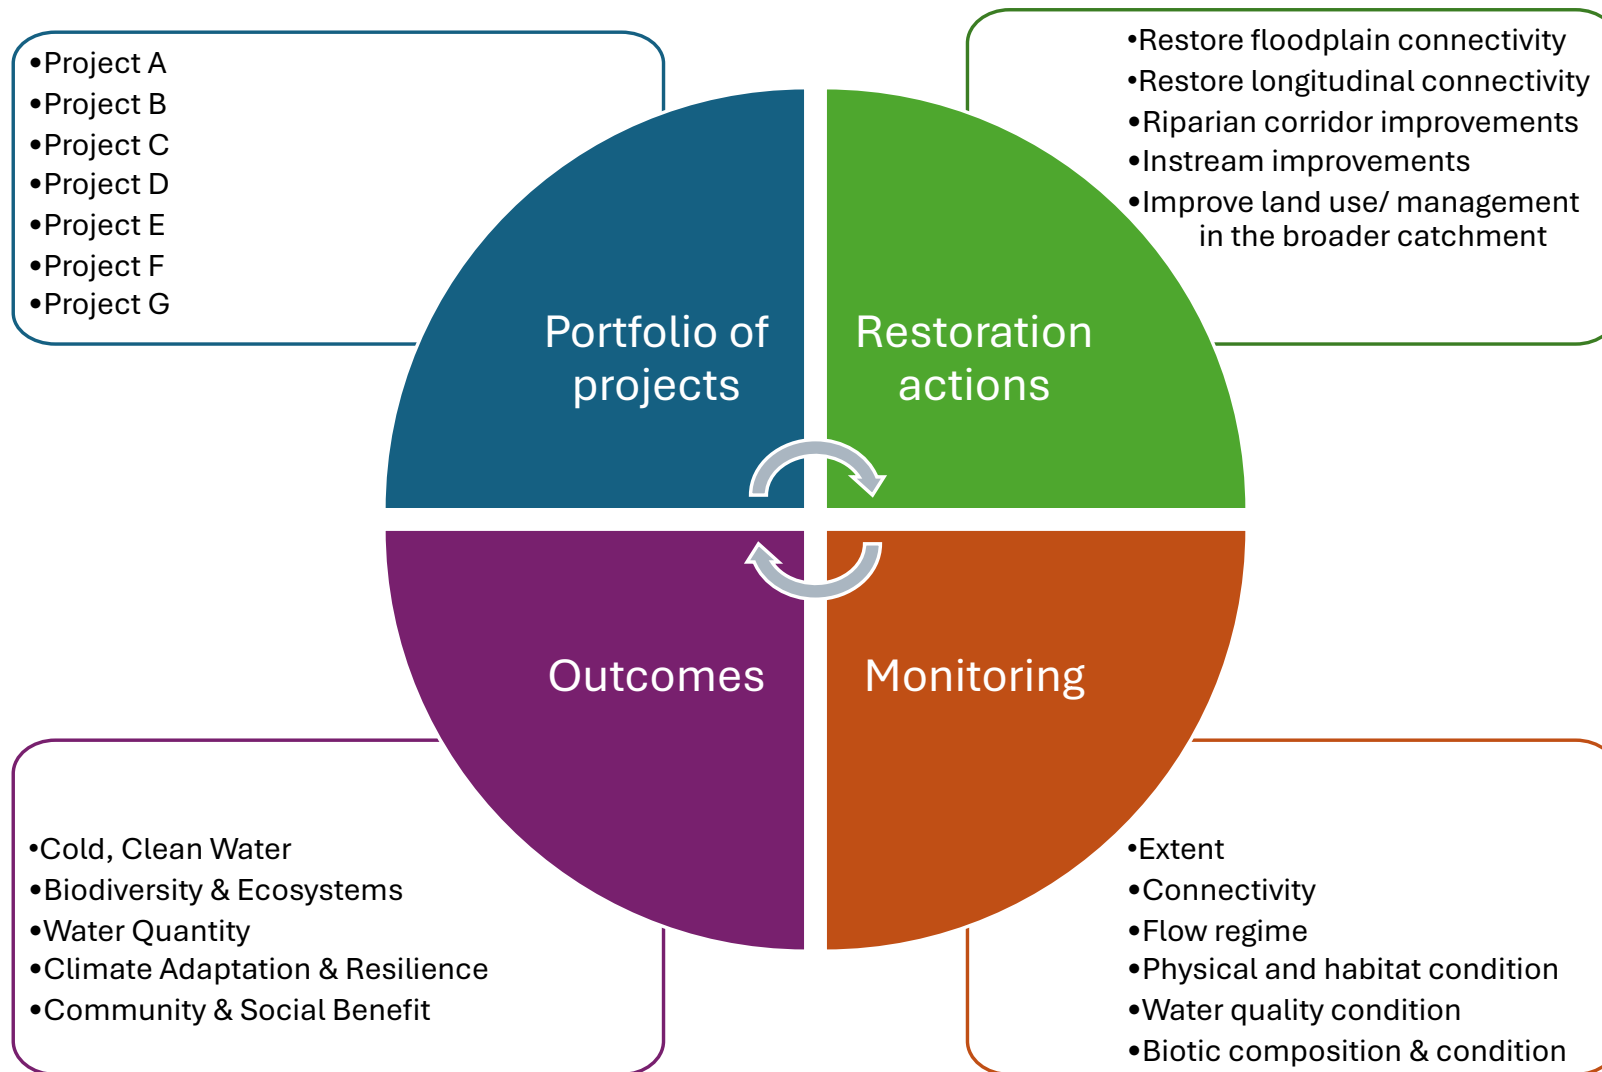 •Project A
•Project B
•Project C
•Project D
•Project E
•Project F
•Project G
•Restore floodplain connectivity
•Restore longitudinal connectivity
•Riparian corridor improvements
•Instream improvements
•Improve land use/ management
in the broader catchment
Portfolio of
projects
Restoration
actions
Outcomes
Monitoring
•Cold, Clean Water
•Biodiversity & Ecosystems
•Water Quantity
•Climate Adaptation & Resilience
•Community & Social Benefit
•Extent
•Connectivity
•Flow regime
•Physical and habitat condition
•Water quality condition
•Biotic composition & condition